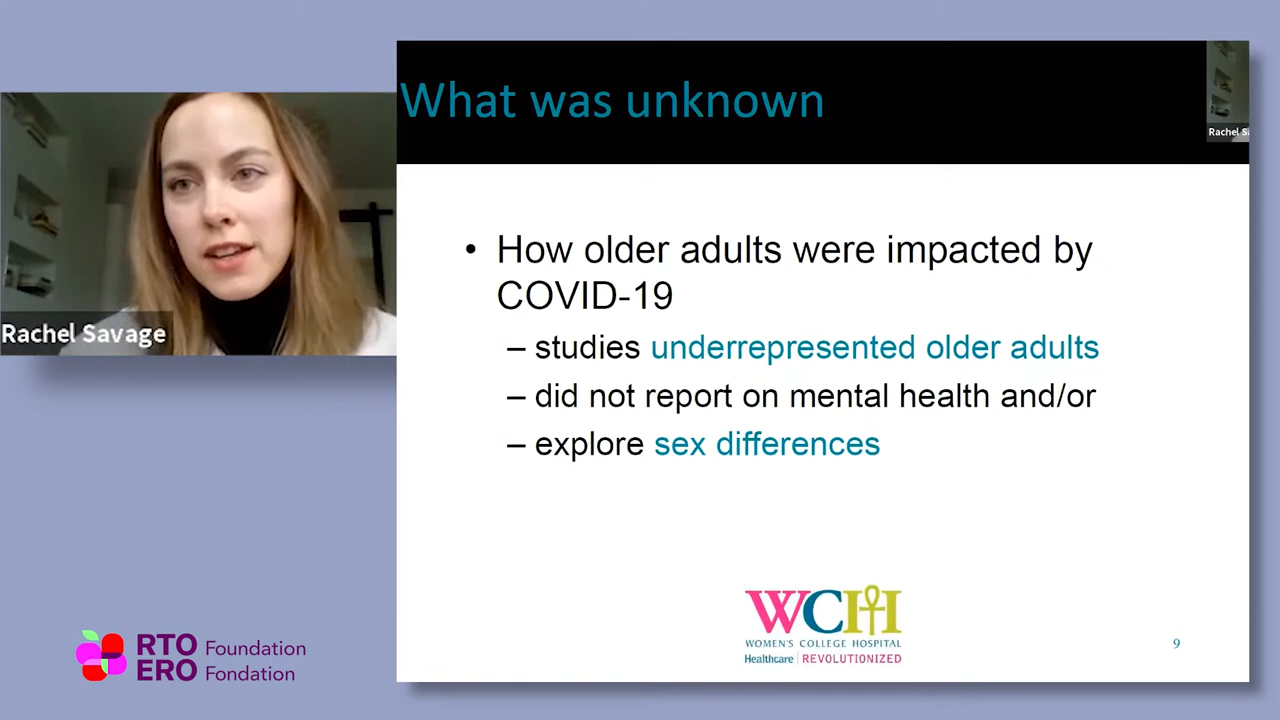 What was unknown
Rachel S
Rachel Savage
• How older adults were impacted by
COVID-19
– studies underrepresented older adults
– did not report on mental health and/or
– explore sex differences
WCH
WOMEN'S COLLEGE HOSPITAL
Healthcare | REVOLUTIONIZED
9
RTO Foundation
ERO Fondation